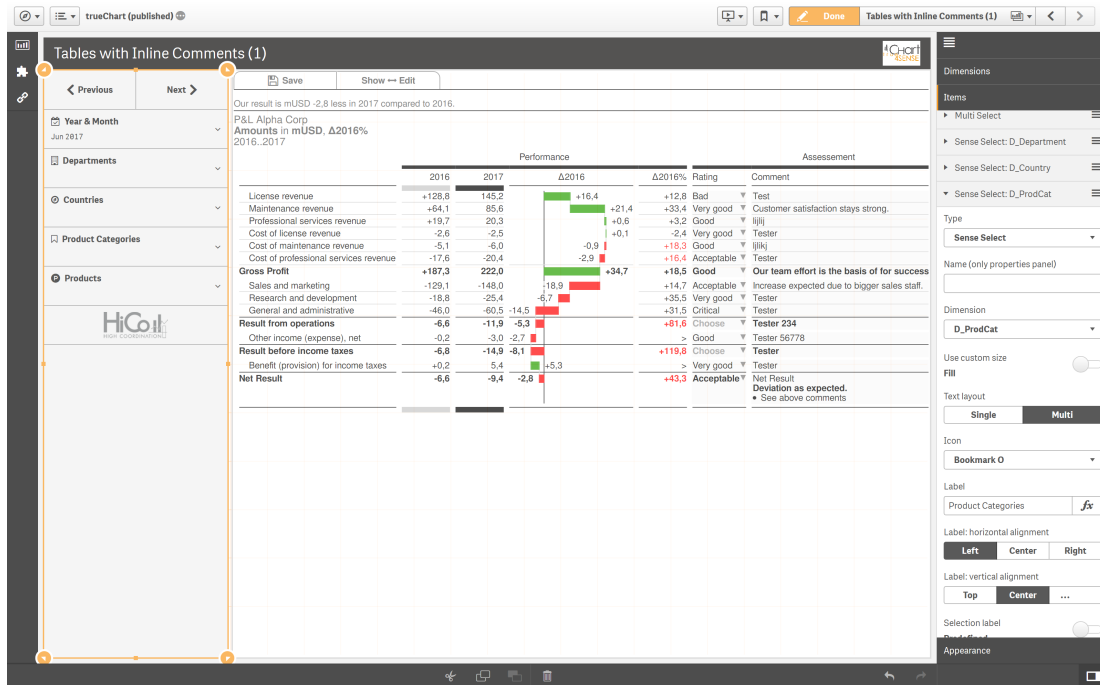 trueChart (published)
Done
Tables with Inline Comments (1)
Tables with Inline Comments (1)
Chart
4SENSE
Previous
Next
Year & Month
Jun 2017
Departments
Countries
Product Categories
Products
HiCo
HIGH COORDINATION
Save
Show ↔ Edit
Our result is mUSD -2,8 less in 2017 compared to 2016.
P&L Alpha Corp
Amounts in mUSD, Δ2016%
2016..2017
Performance Assessement
2016 2017 Δ2016 Δ2016% Rating Comment
License revenue +128,8 145,2 +16,4 +12,8 Bad Test
Maintenance revenue +64,1 85,6 +21,4 +33,4 Very good Customer satisfaction stays strong.
Professional services revenue +19,7 20,3 +0,6 +3,2 Good lijlij
Cost of license revenue -2,6 -2,5 +0,1 -2,4 Very good Tester
Cost of maintenance revenue -5,1 -6,0 -0,9 +18,3 Good ljlikj
Cost of professional services revenue -17,6 -20,4 -2,9 +16,4 Acceptable Tester
Gross Profit +187,3 222,0 +34,7 +18,5 Good Our team effort is the basis of for success
Sales and marketing -129,1 -148,0 -18,9 +14,7 Acceptable Increase expected due to bigger sales staff.
Research and development -18,8 -25,4 -6,7 +35,5 Very good Tester
General and administrative -46,0 -60,5 -14,5 +31,5 Critical Tester
Result from operations -6,6 -11,9 -5,3 +81,6 Choose Tester 234
Other income (expense), net -0,2 -3,0 -2,7 > Good Tester 56778
Result before income taxes -6,8 -14,9 -8,1 +119,8 Choose Tester
Benefit (provision) for income taxes +0,2 5,4 +5,3 > Very good Tester
Net Result -6,6 -9,4 -2,8 +43,3 Acceptable Net Result
Deviation as expected.
• See above comments
Dimensions
Items
Multi Select
Sense Select: D_Department
Sense Select: D_Country
Sense Select: D_ProdCat
Type
Sense Select
Name (only properties panel)
Dimension
D_ProdCat
Use custom size
Fill
Text layout
Single Multi
Icon
Bookmark O
Label
Product Categories
fx
Label: horizontal alignment
Left Center Right
Label: vertical alignment
Top Center ...
Selection label
Appearance